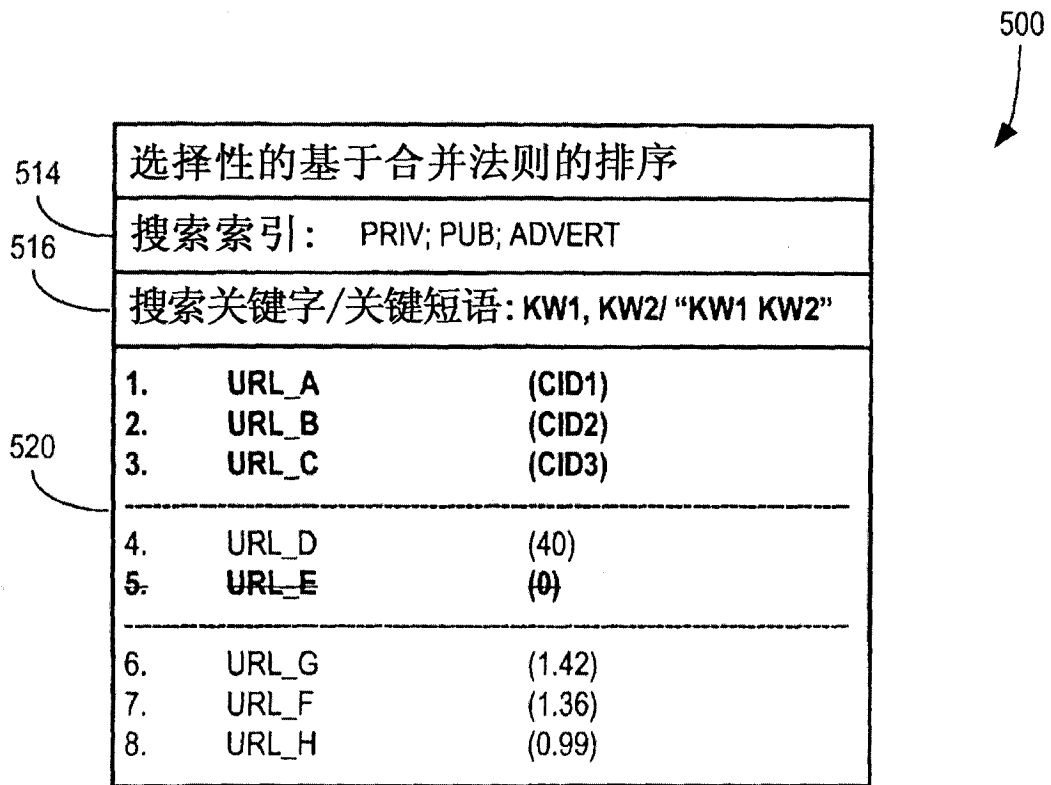 500
选择性的基于合并法则的排序
514
搜索索引: PRIV; PUB; ADVERT
516
搜索关键字/关键短语: KW1, KW2/ “KW1 KW2”
1. URL_A (CID1)
2. URL_B (CID2)
3. URL_C (CID3)
520
4. URL_D (40)
5. URL_E (0)
6. URL_G (1.42)
7. URL_F (1.36)
8. URL_H (0.99)